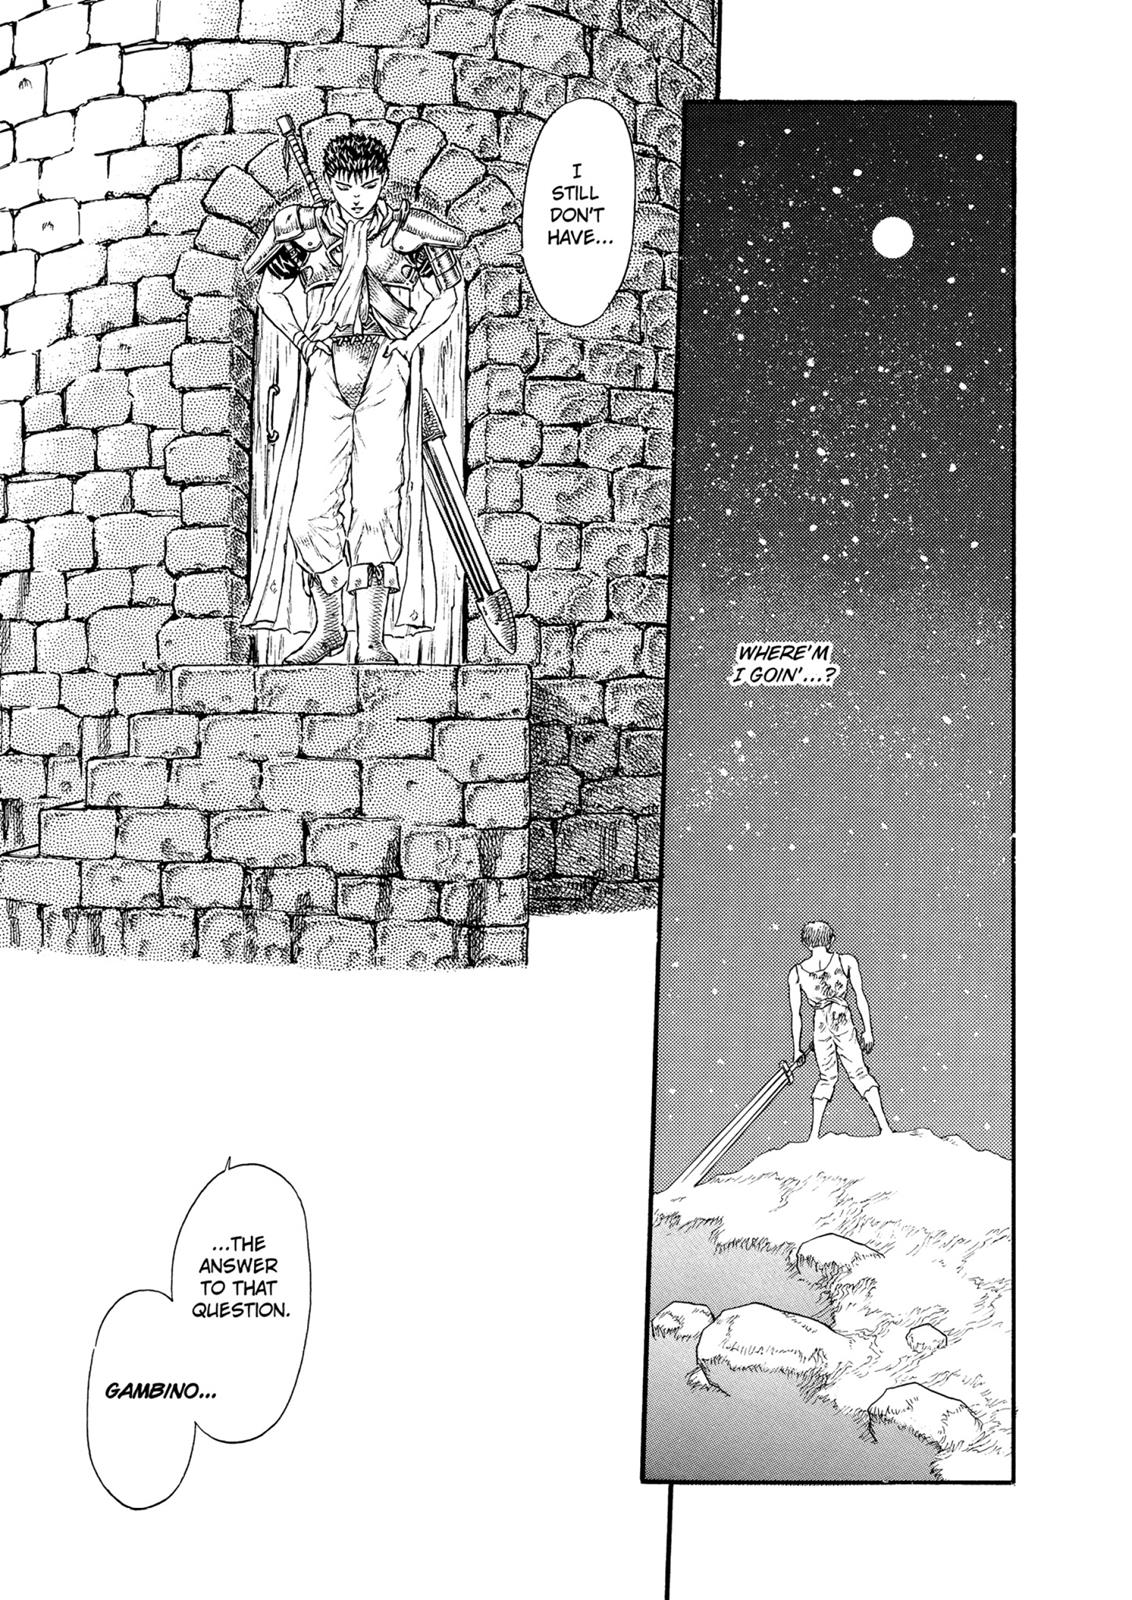 WHERE'M
I GOIN'...?
I
STILL
DON'T
HAVE...
...THE
ANSWER
TO THAT
QUESTION.
GAMBINO...